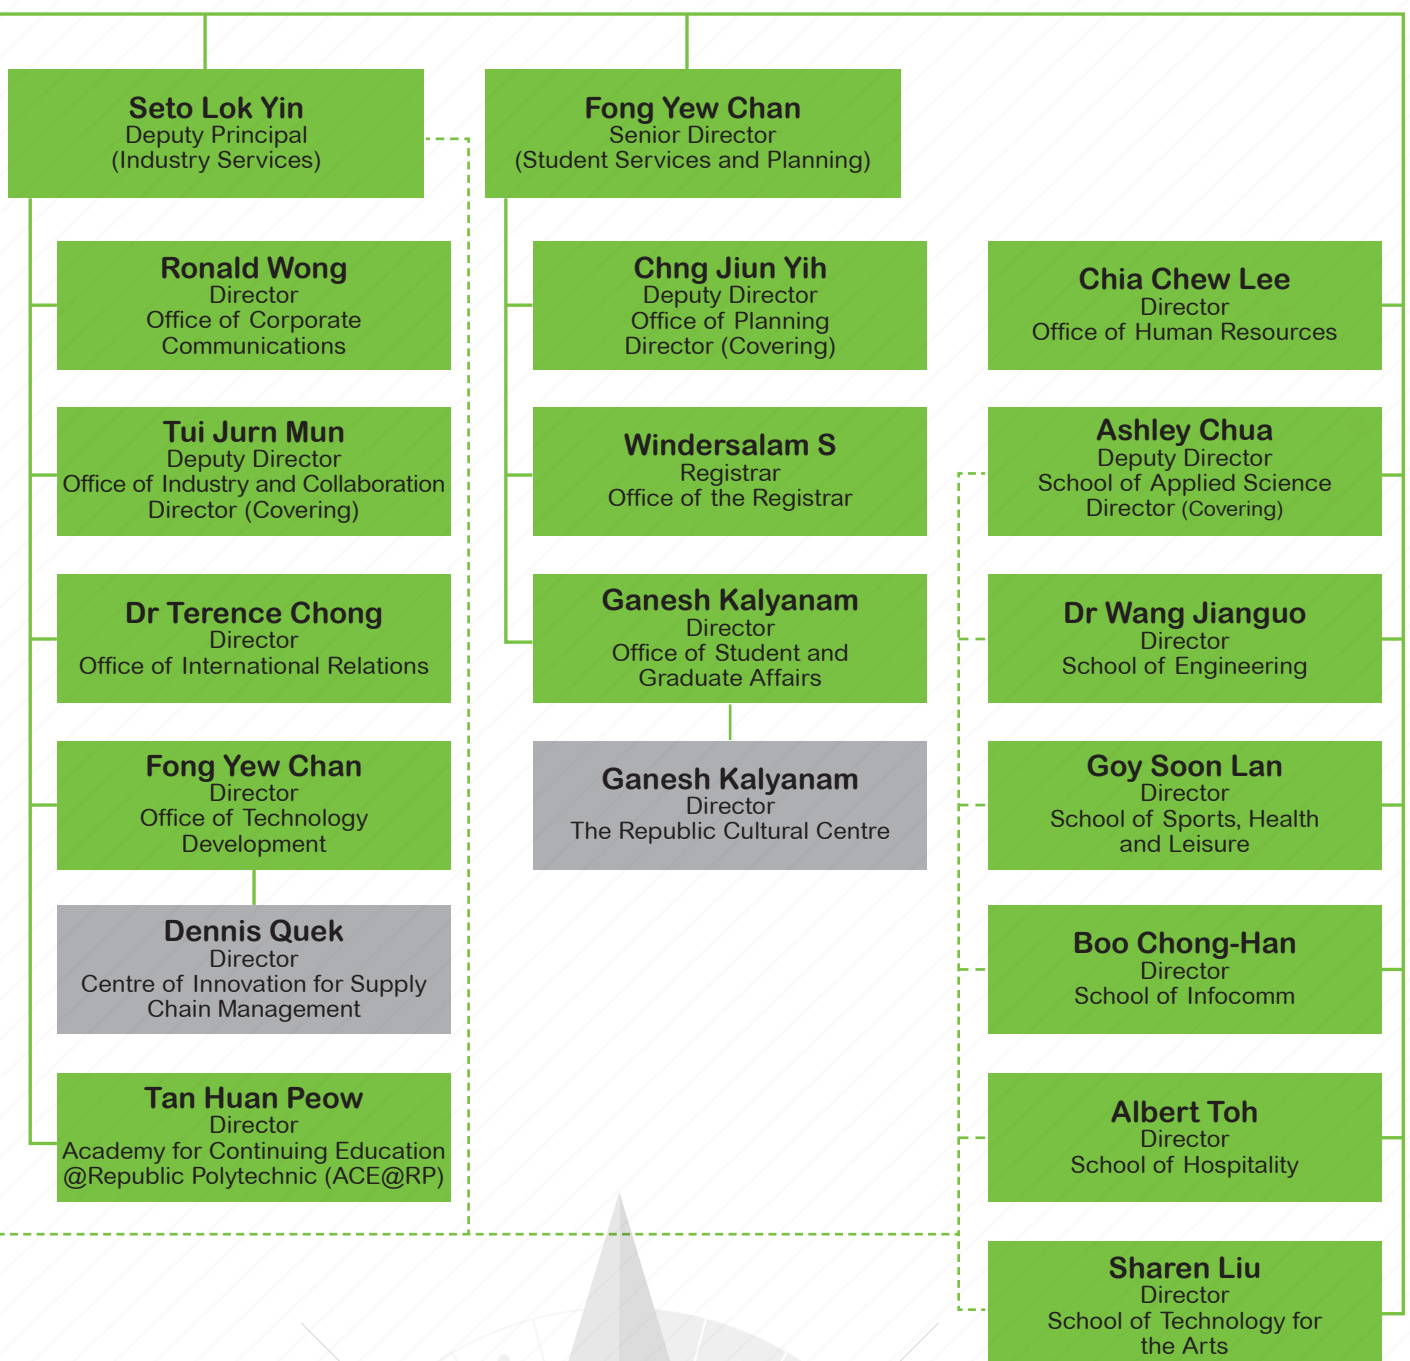 Seto Lok Yin
Deputy Principal
(Industry Services)
Ronald Wong
Director
Office of Corporate
Communications
Tui Jurn Mun
Deputy Director
Office of Industry and Collaboration
Director (Covering)
Dr Terence Chong
Director
Office of International Relations
Fong Yew Chan
Director
Office of Technology
Development
Dennis Quek
Director
Centre of Innovation for Supply
Chain Management
Tan Huan Peow
Director
Academy for Continuing Education
@Republic Polytechnic (ACE@RP)
Fong Yew Chan
Senior Director
(Student Services and Planning)
Chng Jiun Yih
Deputy Director
Office of Planning
Director (Covering)
Windersalam S
Registrar
Office of the Registrar
Ganesh Kalyanam
Director
Office of Student and
Graduate Affairs
Ganesh Kalyanam
Director
The Republic Cultural Centre
Chia Chew Lee
Director
Office of Human Resources
Ashley Chua
Deputy Director
School of Applied Science
Director (Covering)
Dr Wang Jianguo
Director
School of Engineering
Goy Soon Lan
Director
School of Sports, Health
and Leisure
Boo Chong-Han
Director
School of Infocomm
Albert Toh
Director
School of Hospitality
Sharen Liu
Director
School of Technology for
the Arts